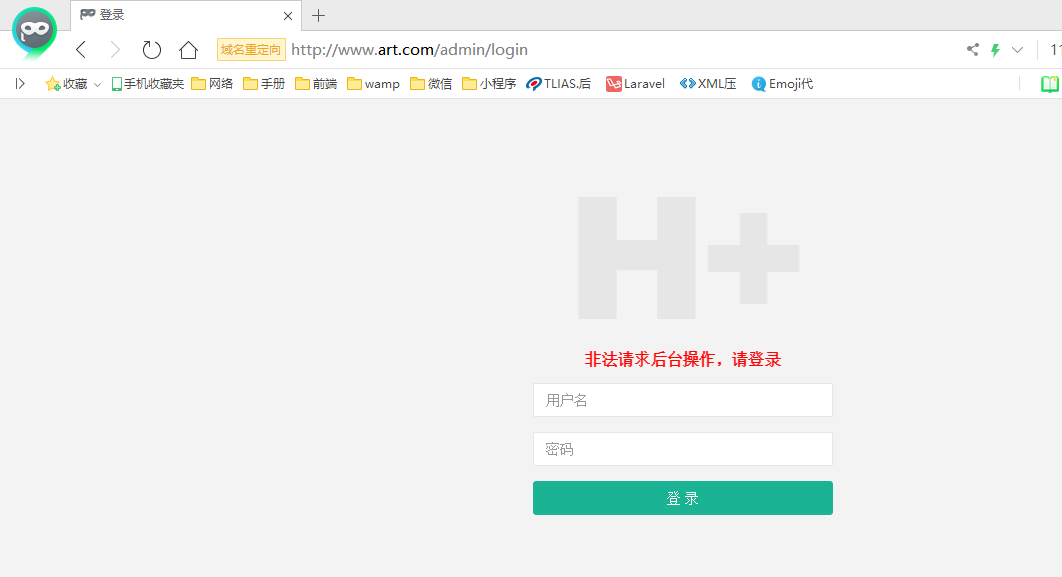 登录
域名重定向 http://www.art.com/admin/login 11
收藏 手机收藏夹 网络 手册 前端 wamp 微信 小程序 TLIAS.后 Laravel XML压 Emoji代
H+
非法请求后台操作，请登录
用户名
密码
登 录